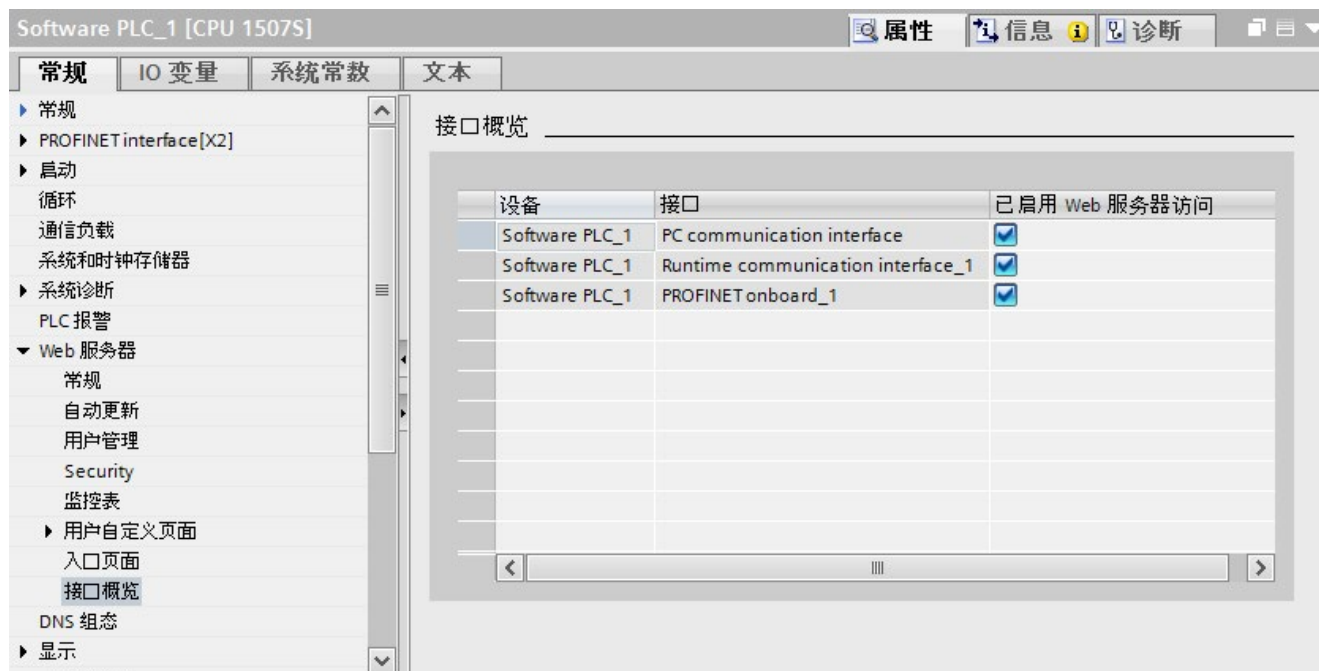 Software PLC_1 [CPU 1507S]
属性 信息 诊断
常规 IO 变量 系统常数 文本
常规
PROFINET interface[X2]
启动
循环
通信负载
系统和时钟存储器
系统诊断
PLC 报警
Web 服务器
常规
自动更新
用户管理
Security
监控表
用户自定义页面
入口页面
接口概览
DNS 组态
显示
接口概览
设备 接口 已启用 Web 服务器访问
Software PLC_1 PC communication interface
Software PLC_1 Runtime communication interface_1
Software PLC_1 PROFINET onboard_1